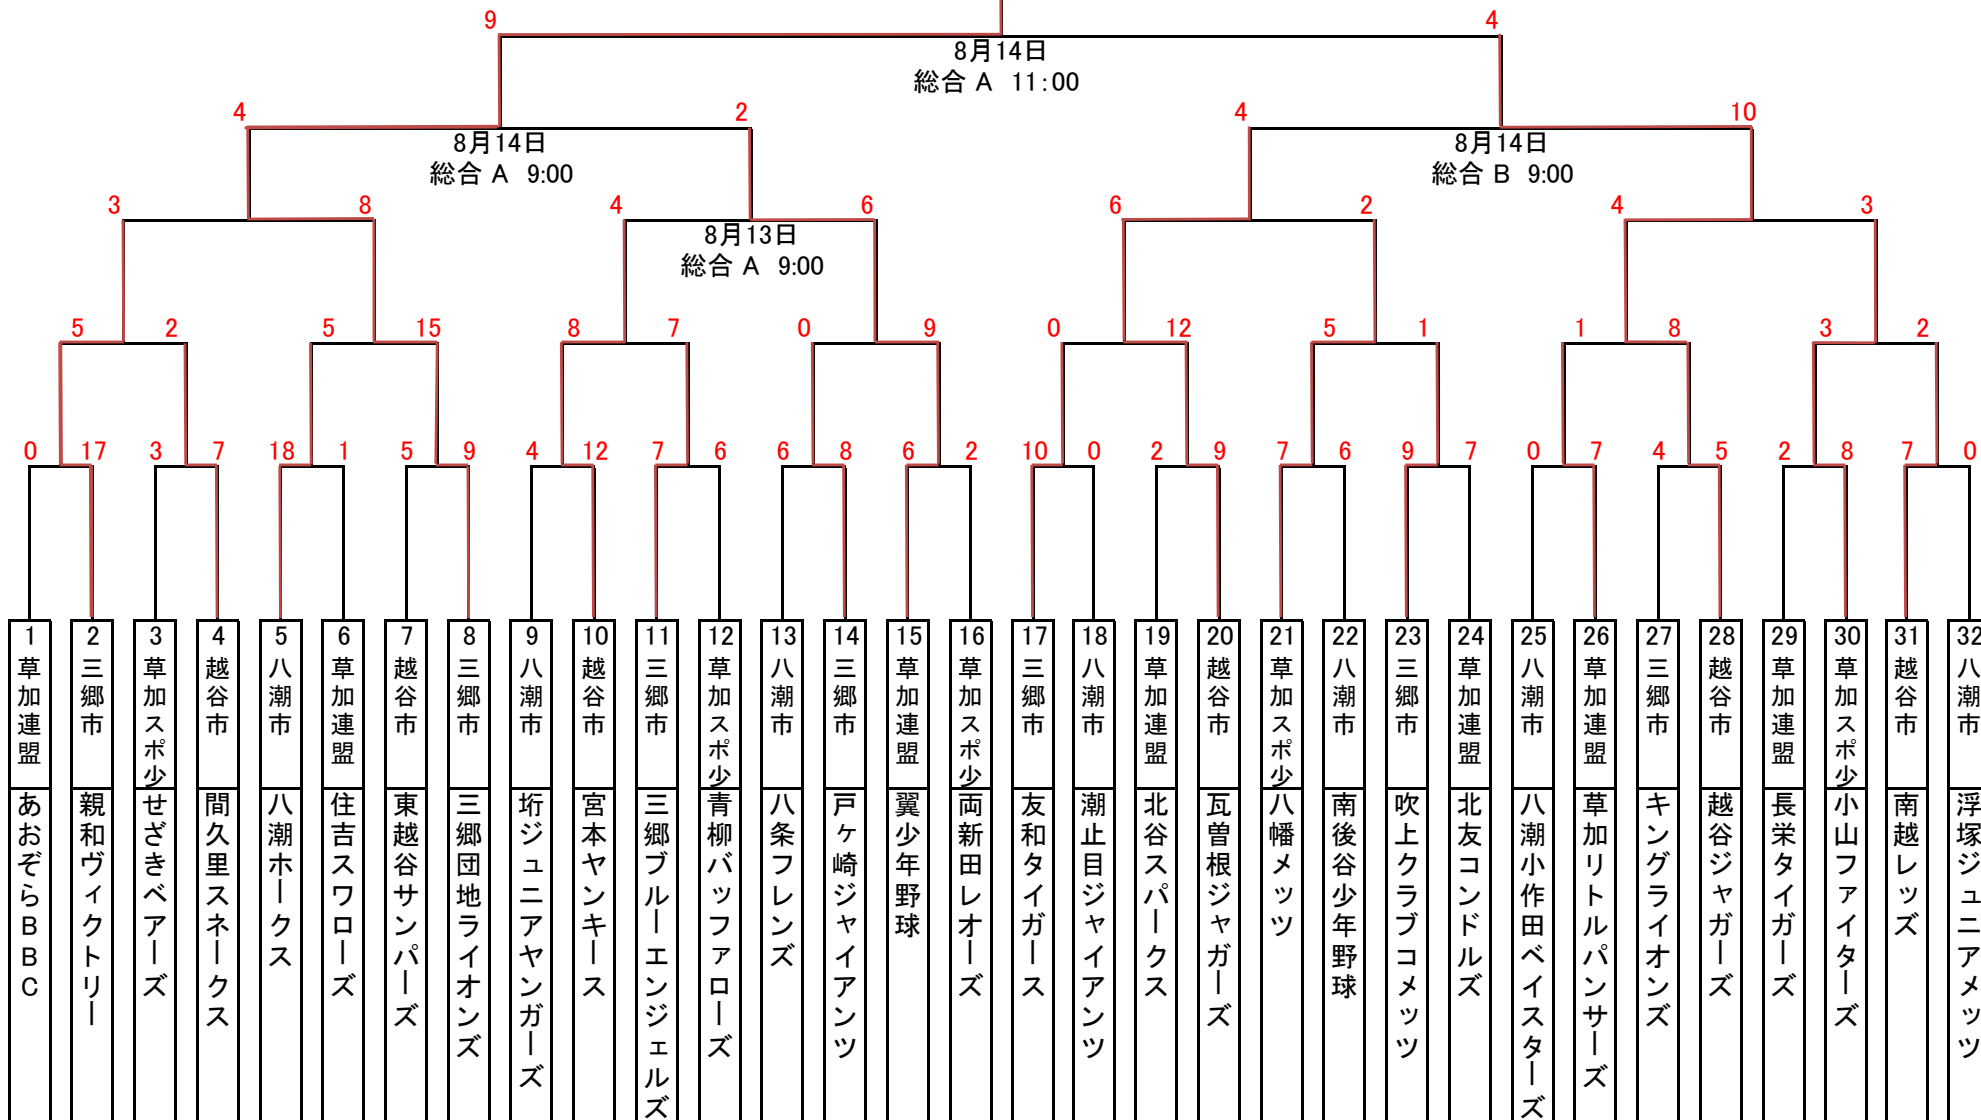 9 4
8月14日
総合 A 11:00
4 2 4 10
8月14日 8月14日
総合 A 9:00 総合 B 9:00
3 8 4 6 6 2 4 3
8月13日
総合 A 9:00
5 2 5 15 8 7 0 9 0 12 5 1 1 8 3 2
0 17 3 7 18 1 5 9 4 12 7 6 6 8 6 2 10 0 2 9 7 6 9 7 0 7 4 5 2 8 7 0
1 草加連盟 あおぞらBBC
2 三郷市 親和ヴィクトリー
3 草加スポ少 せざきベアーズ
4 越谷市 間久里スネークス
5 八潮市 八潮ホークス
6 草加連盟 住吉スワローズ
7 越谷市 東越谷サンパーズ
8 三郷市 三郷団地ライオンズ
9 八潮市 垳ジュニアヤンガーズ
10 越谷市 宮本ヤンキース
11 三郷市 三郷ブルーエンジェルズ
12 草加スポ少 青柳バッファローズ
13 八潮市 八条フレンズ
14 三郷市 戸ヶ崎ジャイアンツ
15 草加連盟 翼少年野球
16 草加スポ少 両新田レオーズ
17 三郷市 友和タイガース
18 八潮市 潮止目ジャイアンツ
19 草加連盟 北谷スパークス
20 越谷市 瓦曽根ジャガーズ
21 草加スポ少 八幡メッツ
22 八潮市 南後谷少年野球
23 三郷市 吹上クラブコメッツ
24 草加連盟 北友コンドルズ
25 八潮市 八潮小作田ベイスターズ
26 草加連盟 草加リトルパンサーズ
27 三郷市 キングライオンズ
28 越谷市 越谷ジャガーズ
29 草加連盟 長栄タイガーズ
30 草加スポ少 小山ファイターズ
31 越谷市 南越レッズ
32 八潮市 浮塚ジュニアメッツ